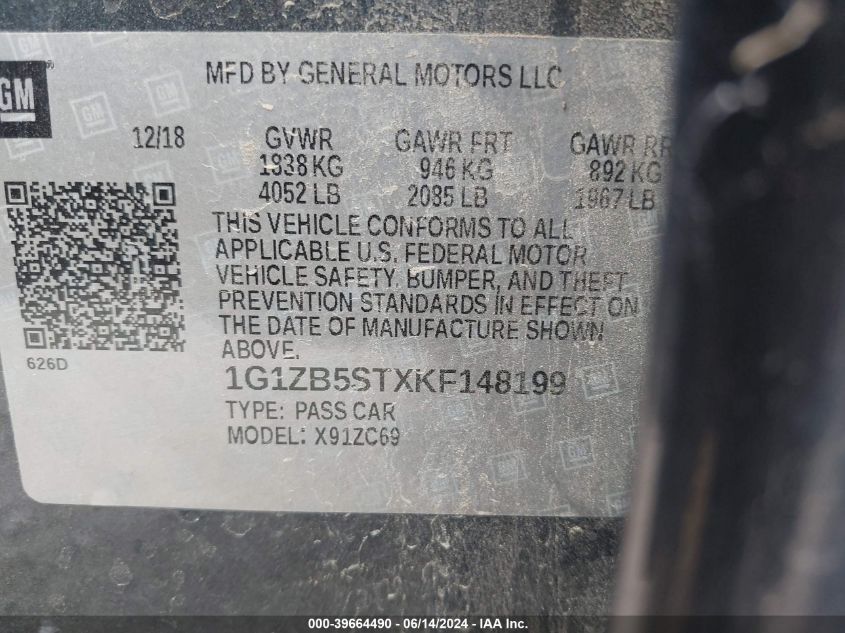 GM
MFD BY GENERAL MOTORS LLC
12/18 GVWR GAWR FRT GAWR RR
1838 KG 946 KG 892 KG
4052 LB 2085 LB 1967 LB
THIS VEHICLE CONFORMS TO ALL
APPLICABLE U.S. FEDERAL MOTOR
VEHICLE SAFETY, BUMPER, AND THEFT
PREVENTION STANDARDS IN EFFECT ON
THE DATE OF MANUFACTURE SHOWN
ABOVE.
626D
1G1ZB5STXKF148199
TYPE: PASS CAR
MODEL: X91ZC69
000-39664490 - 06/14/2024 - IAA Inc.